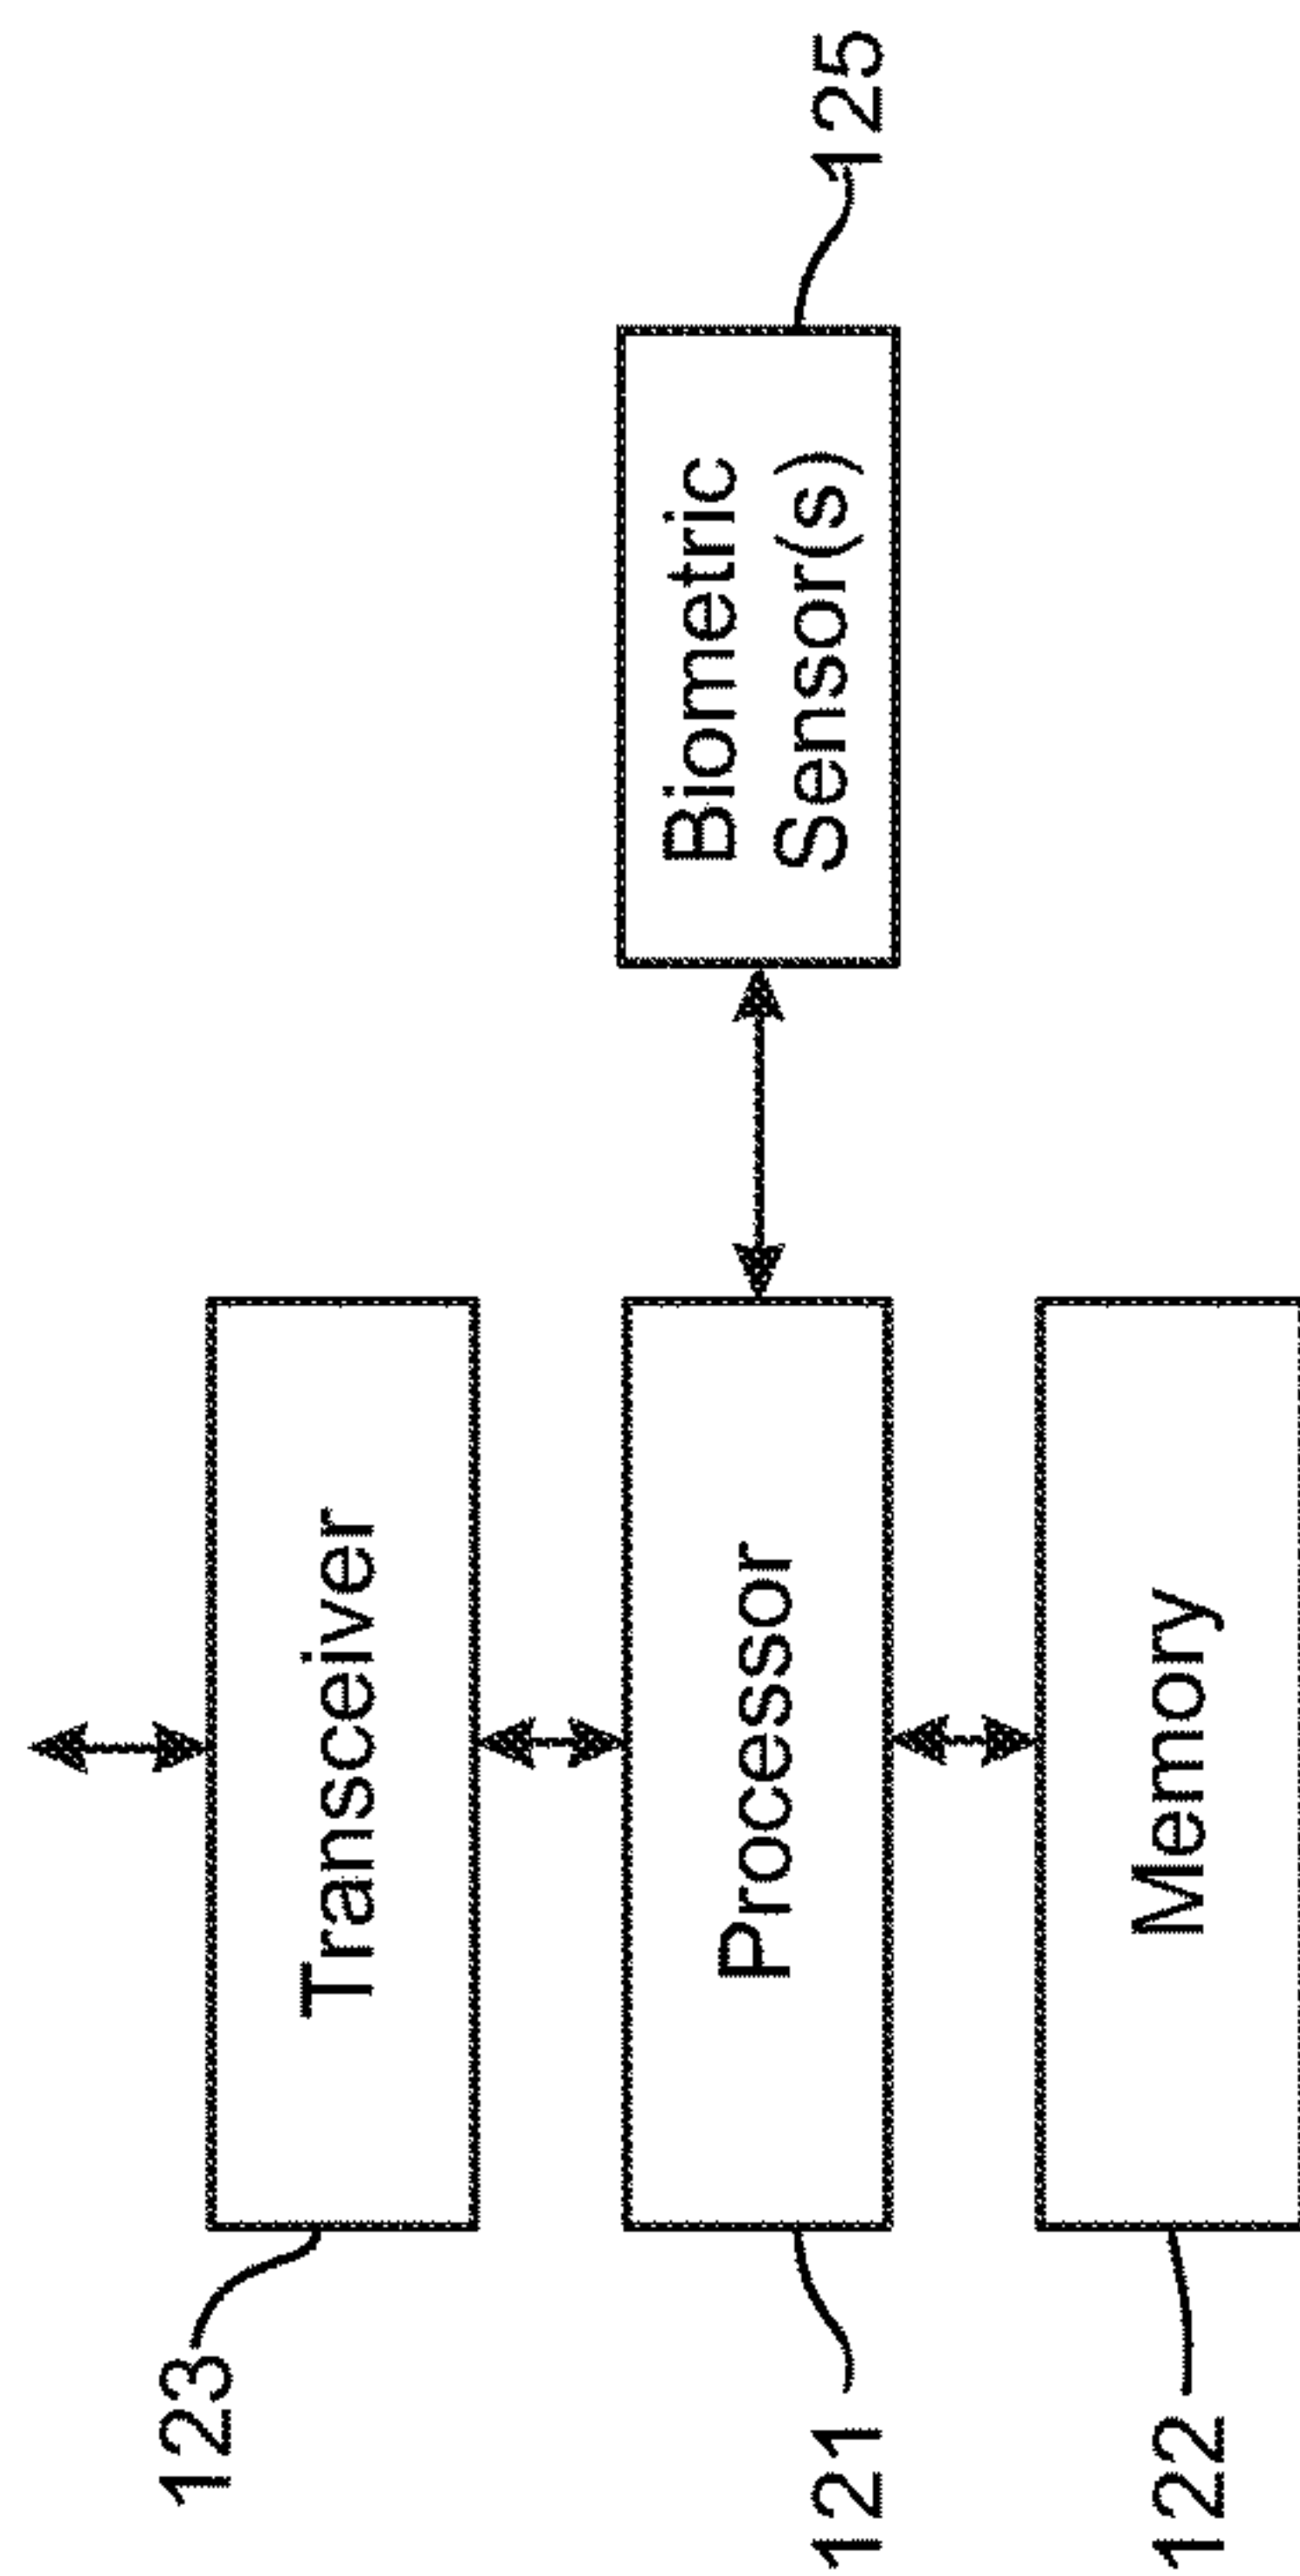 123
Transceiver
121
Processor
Biometric
Sensor(s)
125
122
Memory